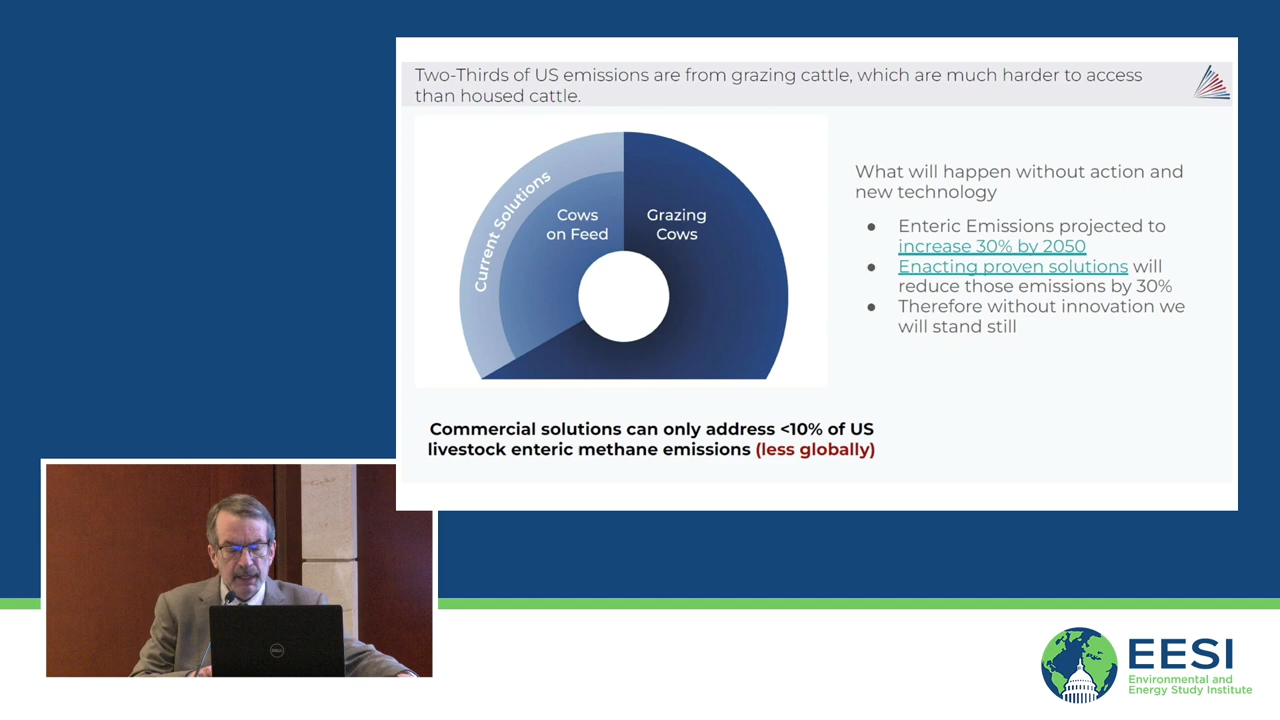 Two-Thirds of US emissions are from grazing cattle, which are much harder to access
than housed cattle.
Current Solutions
Cows
on Feed
Grazing
Cows
What will happen without action and
new technology
● Enteric Emissions projected to
increase 30% by 2050
● Enacting proven solutions will
reduce those emissions by 30%
● Therefore without innovation we
will stand still
Commercial solutions can only address <10% of US
livestock enteric methane emissions (less globally)
DELL
EESI
Environmental and
Energy Study Institute